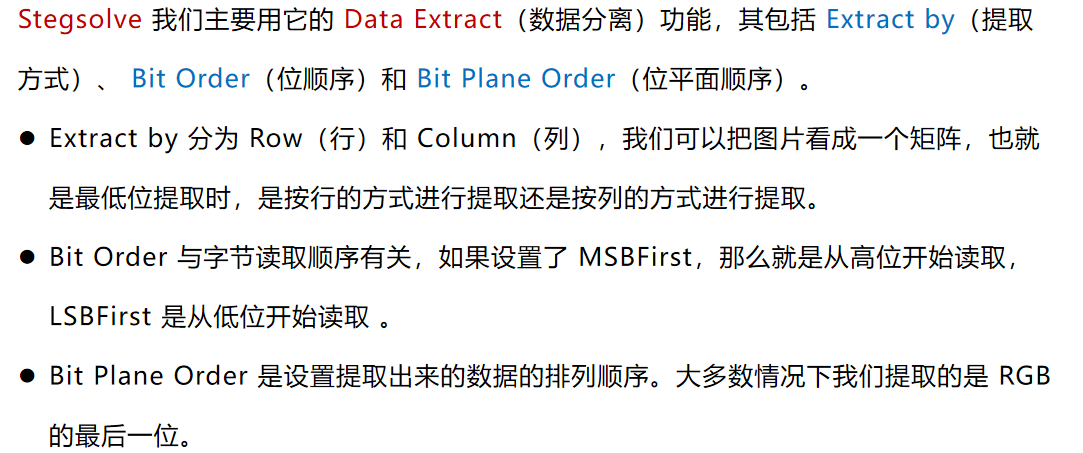 Stegsolve 我们主要用它的 Data Extract（数据分离）功能，其包括 Extract by（提取
方式）、 Bit Order（位顺序）和 Bit Plane Order（位平面顺序）。
● Extract by 分为 Row（行）和 Column（列），我们可以把图片看成一个矩阵，也就
是最低位提取时，是按行的方式进行提取还是按列的方式进行提取。
● Bit Order 与字节读取顺序有关，如果设置了 MSBFirst，那么就是从高位开始读取，
LSBFirst 是从低位开始读取 。
● Bit Plane Order 是设置提取出来的数据的排列顺序。大多数情况下我们提取的是 RGB
的最后一位。